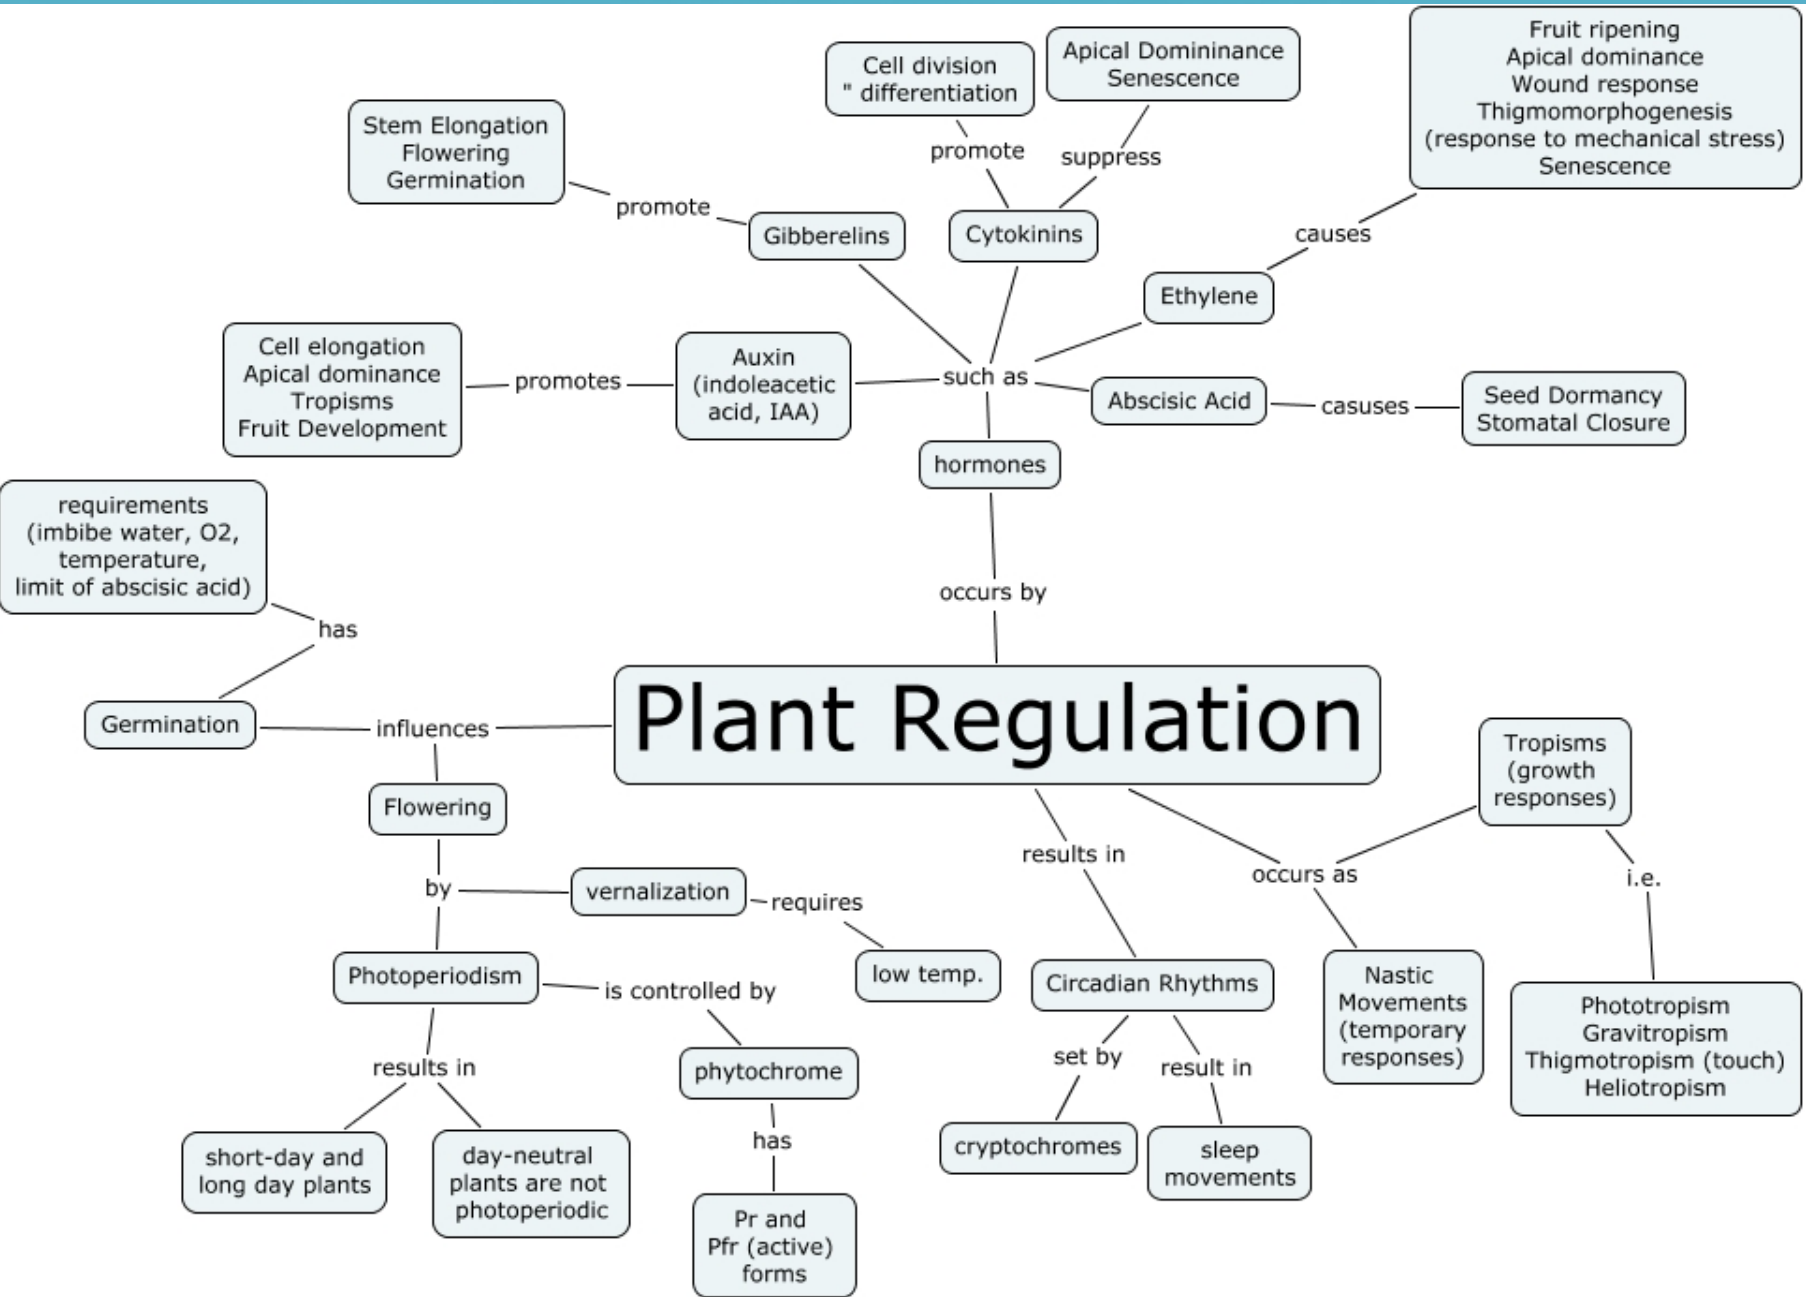 Fruit ripening
Apical dominance
Wound response
Thigmomorphogenesis
(response to mechanical stress)
Senescence
Apical Domininance
Senescence
Cell division
" differentiation
Stem Elongation
Flowering
Germination
promote
suppress
promote
Gibberelins
Cytokinins
causes
Ethylene
Cell elongation
Apical dominance
Tropisms
Fruit Development
promotes
Auxin
(indoleacetic
acid, IAA)
such as
Abscisic Acid
casuses
Seed Dormancy
Stomatal Closure
hormones
requirements
(imbibe water, O2,
temperature,
limit of abscisic acid)
occurs by
has
Germination
influences
Plant Regulation
Tropisms
(growth
responses)
Flowering
results in
occurs as
i.e.
by
vernalization
requires
low temp.
Photoperiodism
is controlled by
Circadian Rhythms
Nastic
Movements
(temporary
responses)
Phototropism
Gravitropism
Thigmotropism (touch)
Heliotropism
results in
phytochrome
set by
result in
short-day and
long day plants
day-neutral
plants are not
photoperiodic
has
cryptochromes
sleep
movements
Pr and
Pfr (active)
forms